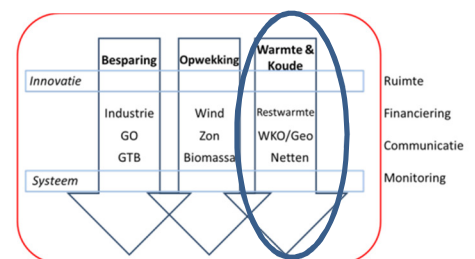 Besparing
Opwekking
Warmte &
Koude
Innovatie
Industrie
GO
GTB
Wind
Zon
Biomassa
Restwarmte
WKO/Geo
Netten
Systeem
Ruimte
Financiering
Communicatie
Monitoring